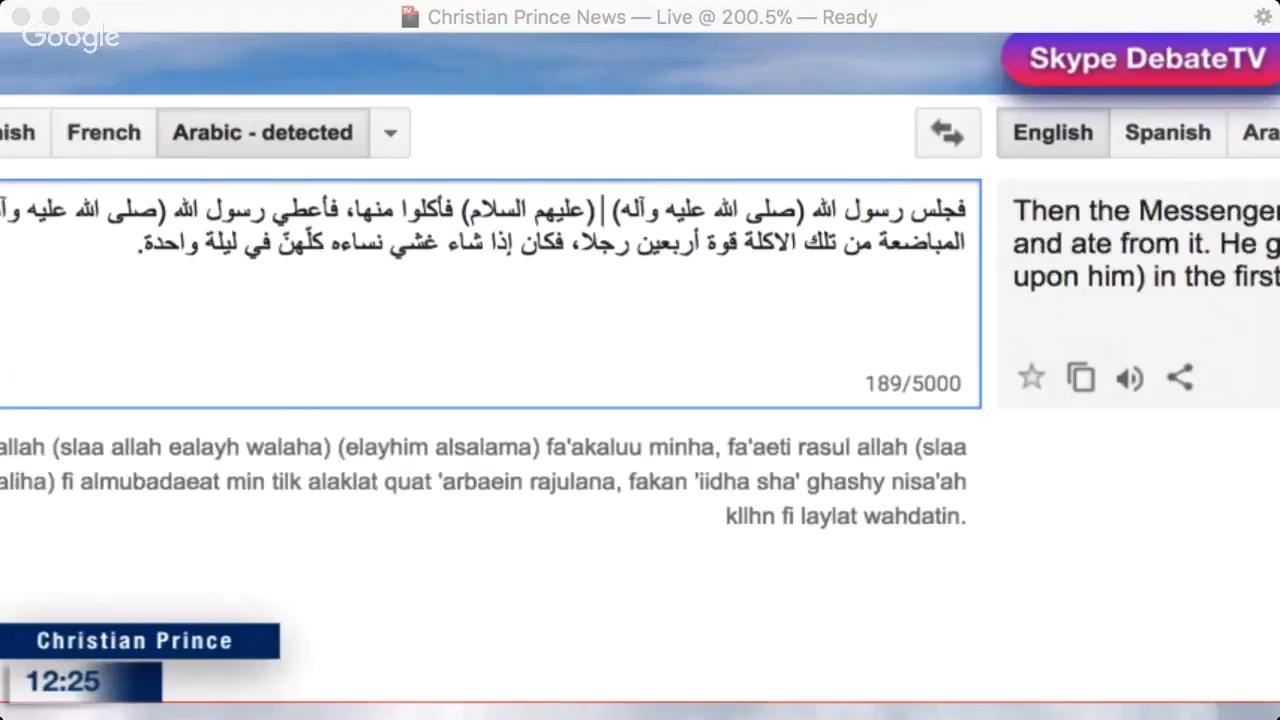 Christian Prince News — Live @ 200.5% — Ready
Google
Skype DebateTV
French
Arabic - detected
English
Spanish
فجلس رسول الله (صلى الله عليه وآله) (عليهم السلام) فأكلوا منها، فأعطي رسول الله (صلى الله عليه
المباضعة من تلك الاكلة قوة أربعين رجلا، فكان إذا شاء غشي نساءه كلّهنّ في ليلة واحدة.
189/5000
Then the Messenger
and ate from it. He
upon him) in the first
allah (slaa allah ealayh walaha) (elayhim alsalama) fa'akaluu minha, fa'aeti rasul allah (slaa
aliha) fi almubadaeat min tilk alaklat quat 'arbaein rajulana, fakan 'iidha sha' ghashy nisa'ah
kllhn fi laylat wahdatin.
Christian Prince
12:25